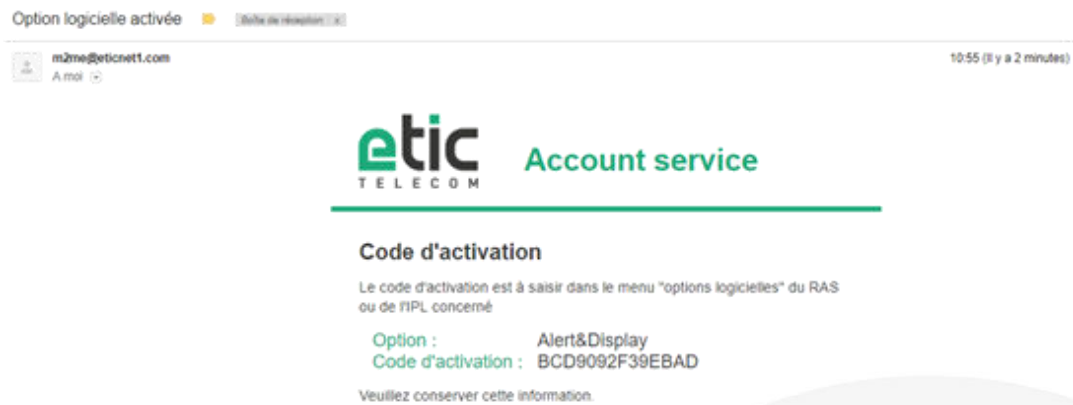 Option logicielle activée Boîte de réception x
m2me@eticnet1.com 10:55 (Il y a 2 minutes)
A moi
etic
TELECOM
Account service
Code d'activation
Le code d'activation est à saisir dans le menu "options logicielles" du RAS
ou de l'IPL concerné
Option : Alert&Display
Code d'activation : BCD9092F39EBAD
Veuillez conserver cette information.